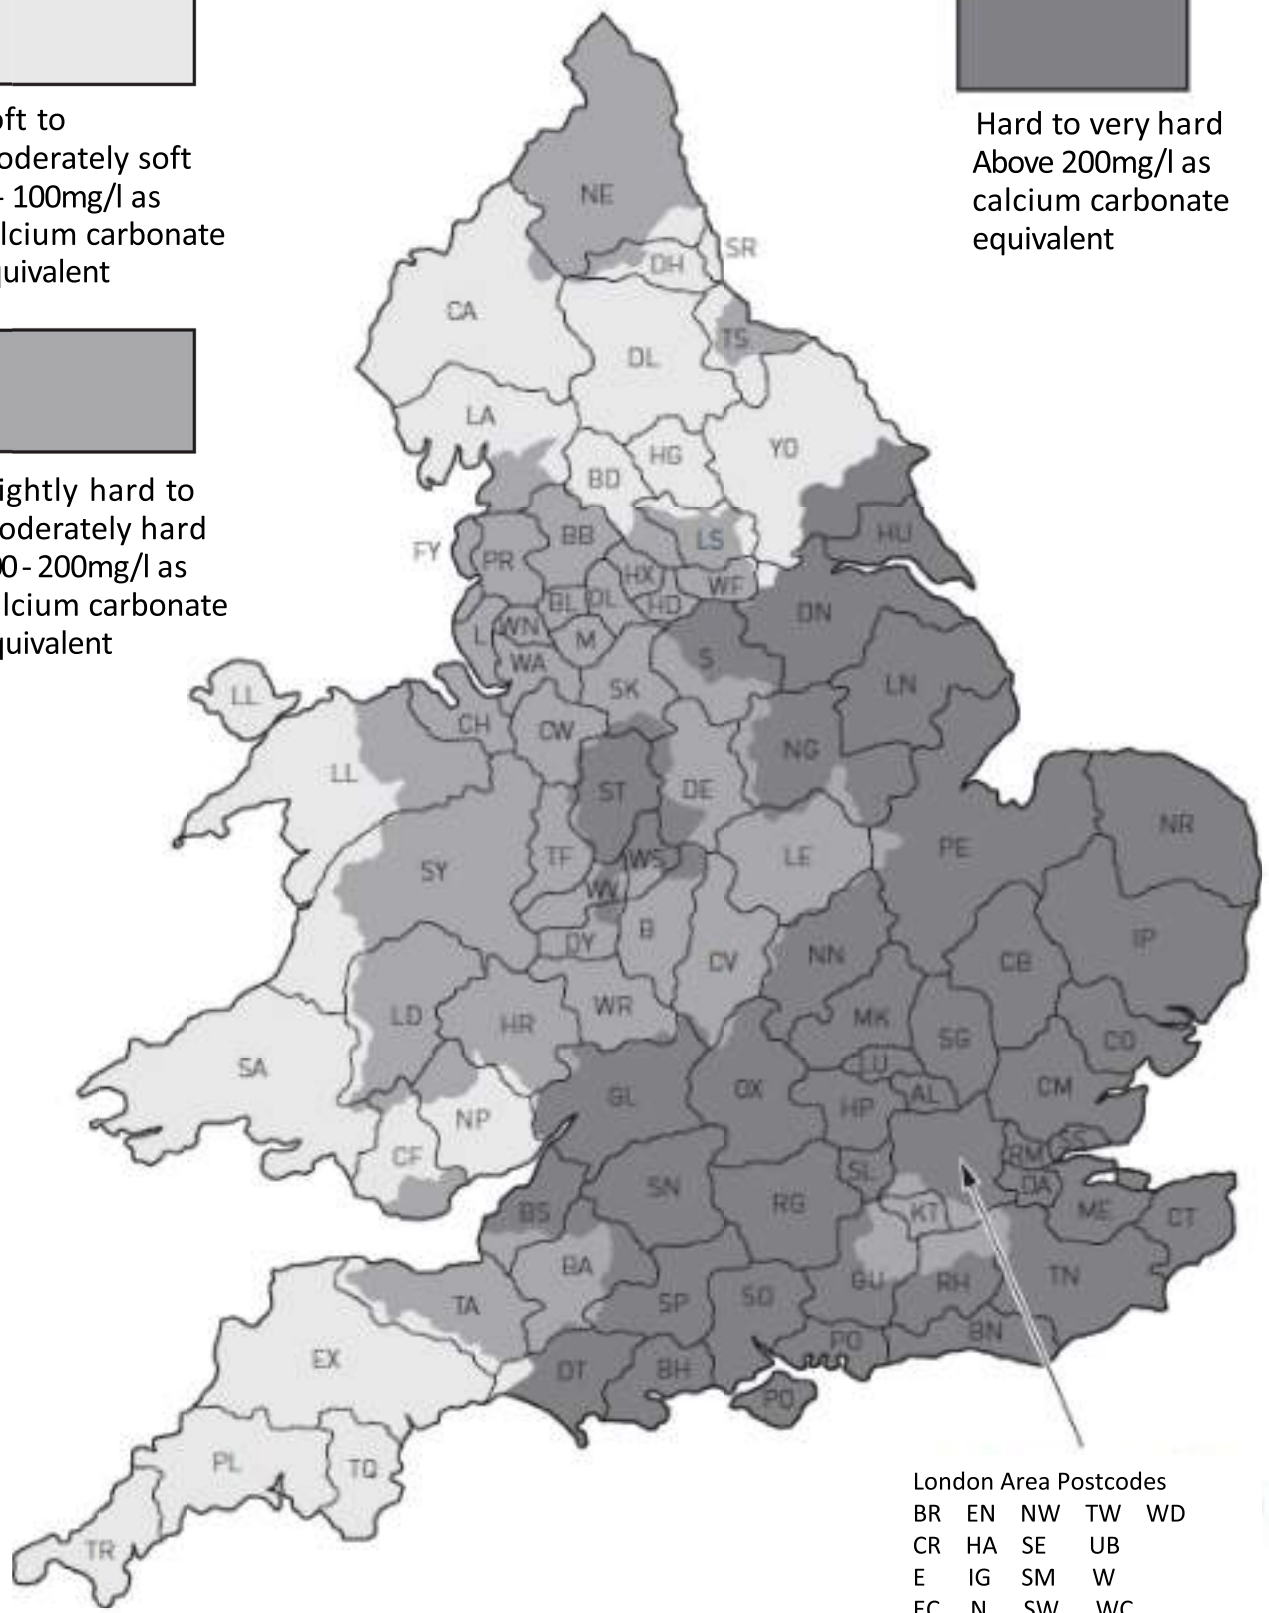 oft to
oderately soft
- 100mg/l as
lcium carbonate
quivalent
ightly hard to
oderately hard
00 - 200mg/l as
lcium carbonate
quivalent
Hard to very hard
Above 200mg/l as
calcium carbonate
equivalent
NE
SR
DH
CA
TS
DL
LA
YO
HG
BD
HU
LS
BB
FY
PR
HX
WF
BL
OL
HD
DN
L
WN
M
WA
S
SK
LN
LL
CH
CW
NG
LL
ST
DE
NR
PE
TF
WS
LE
SY
WV
B
DY
IP
NN
CV
CB
WR
LD
HR
MK
SG
CO
SA
LU
CM
GL
OX
HP
AL
NP
CF
RM
SS
SL
DA
SN
RG
BS
KT
ME
CT
BA
GU
RH
TN
TA
SP
SO
PO
BN
EX
DT
BH
PO
PL
TQ
TR
London Area Postcodes
BR EN NW TW WD
CR HA SE UB
E IG SM W
EC N SW WC